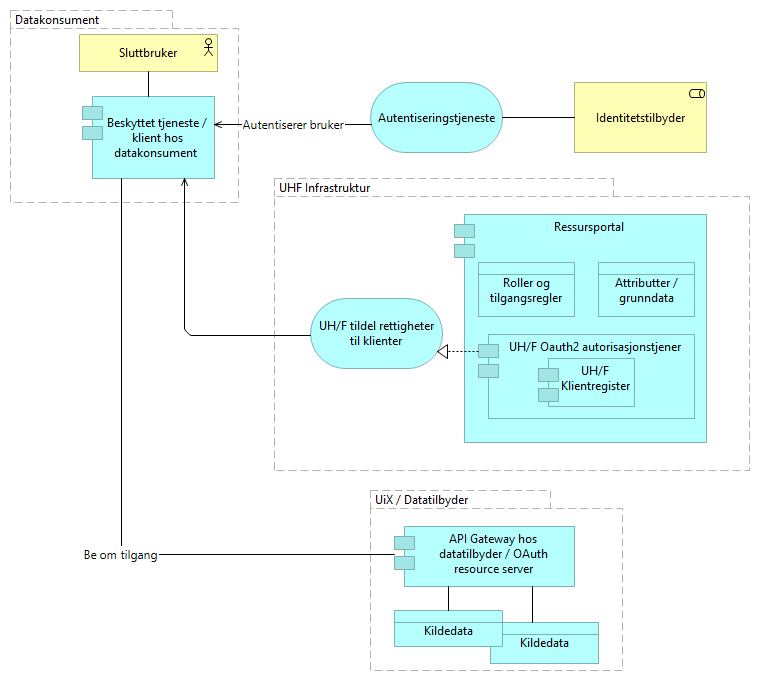 Datakonsument
Sluttbruker
Beskyttet tjeneste /
klient hos
datakonsument
Autentiserer bruker
Autentiseringstjeneste
Identitetstilbyder
UHF Infrastruktur
Ressursportal
Roller og
tilgangsregler
Attributter /
grunndata
UH/F tildel rettigheter
til klienter
UH/F Oauth2 autorisasjonstjener
UH/F
Klientregister
UiX / Datatilbyder
Be om tilgang
API Gateway hos
datatilbyder / OAuth
resource server
Kildedata
Kildedata